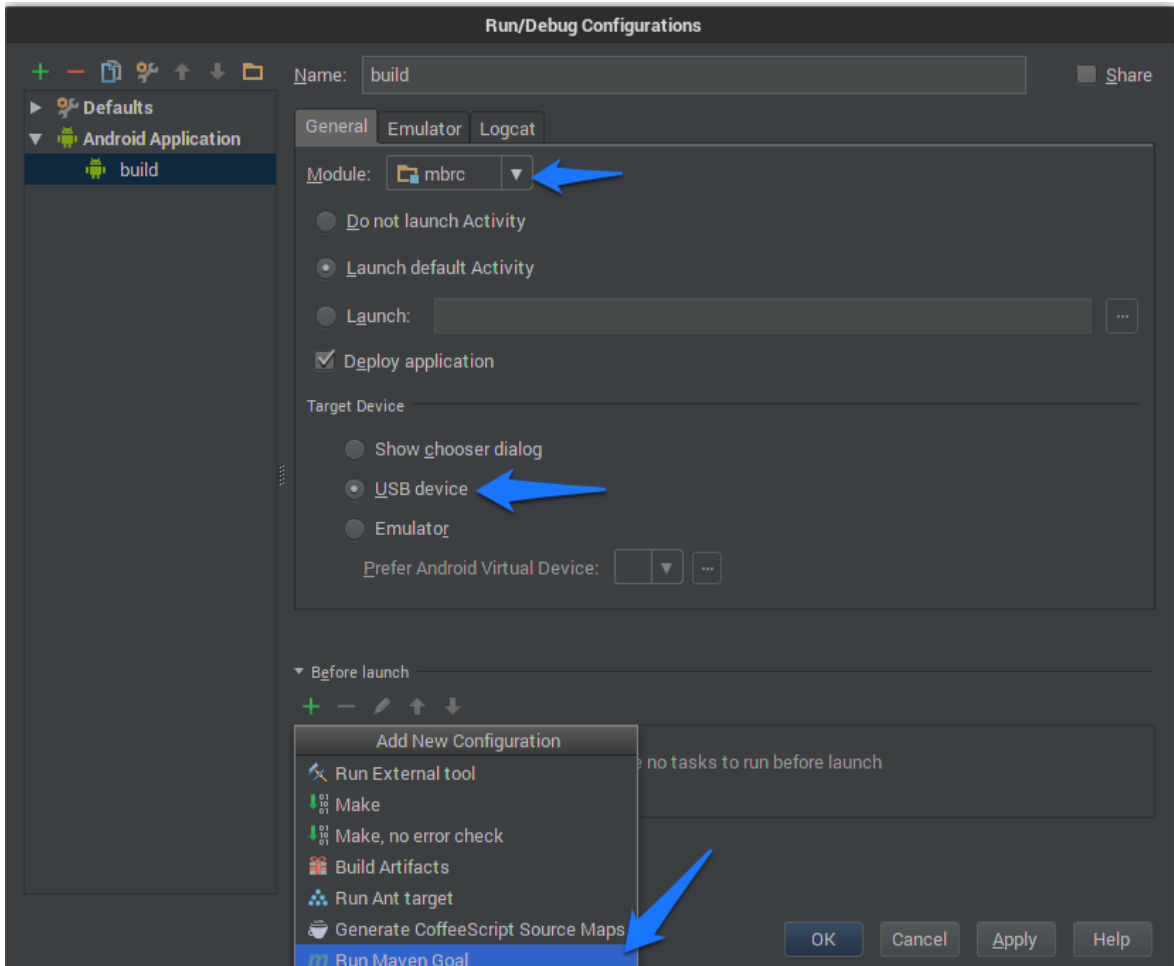 Run/Debug Configurations
Name: build Share
Defaults
Android Application
build
General Emulator Logcat
Module: mbrc
Do not launch Activity
Launch default Activity
Launch: ...
Deploy application
Target Device
Show chooser dialog
USB device
Emulator
Prefer Android Virtual Device: ...
Before launch
Add New Configuration
Run External tool
no tasks to run before launch
Make
Make, no error check
Build Artifacts
Run Ant target
Generate CoffeeScript Source Maps
Run Maven Goal
OK Cancel Apply Help